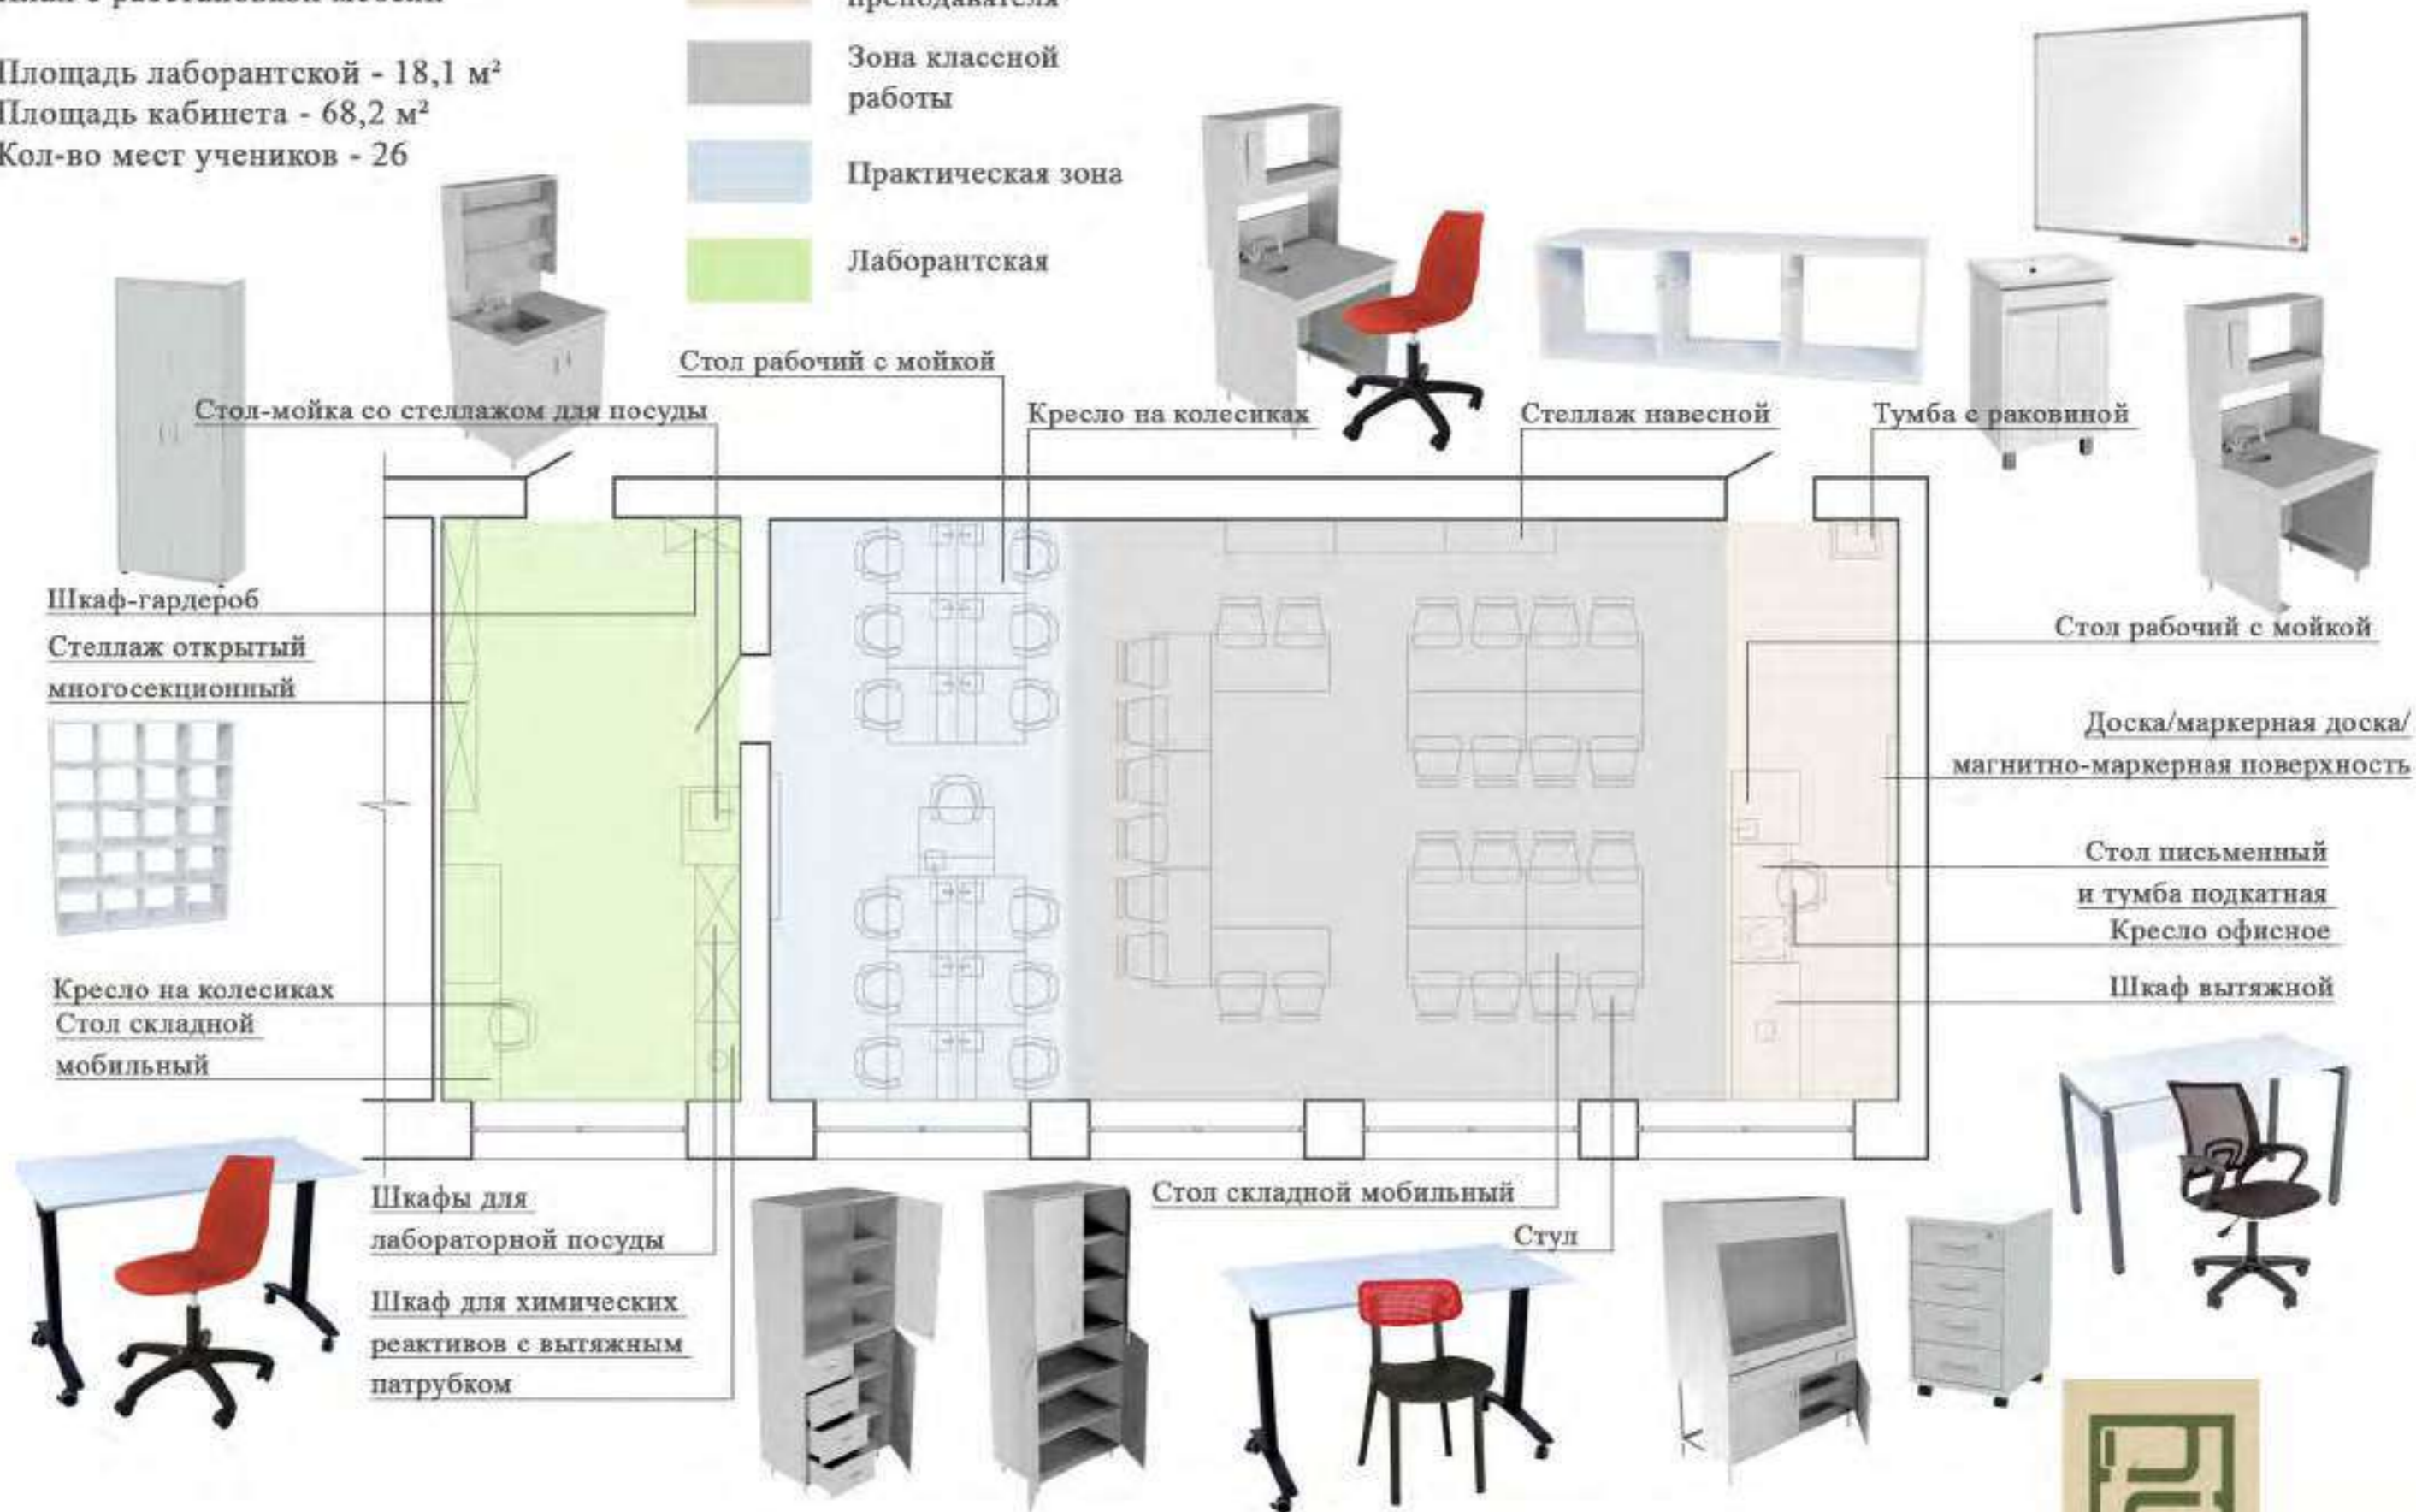 Площадь лаборантской - 18,1 м²
Площадь кабинета - 68,2 м²
Кол-во мест учеников - 26
преподавателя
Зона классной
работы
Практическая зона
Лаборантская
Стол рабочий с мойкой
Стол-мойка со стеллажом для посуды
Кресло на колесиках
Стеллаж навесной
Тумба с раковиной
Шкаф-гардероб
Стеллаж открытый
многосекционный
Кресло на колесиках
Стол складной
мобильный
Стол рабочий с мойкой
Доска/маркерная доска/
магнитно-маркерная поверхность
Стол письменный
и тумба подкатная
Кресло офисное
Шкаф вытяжной
Шкафы для
лабораторной посуды
Шкаф для химических
реактивов с вытяжным
патрубком
Стол складной мобильный
Стул